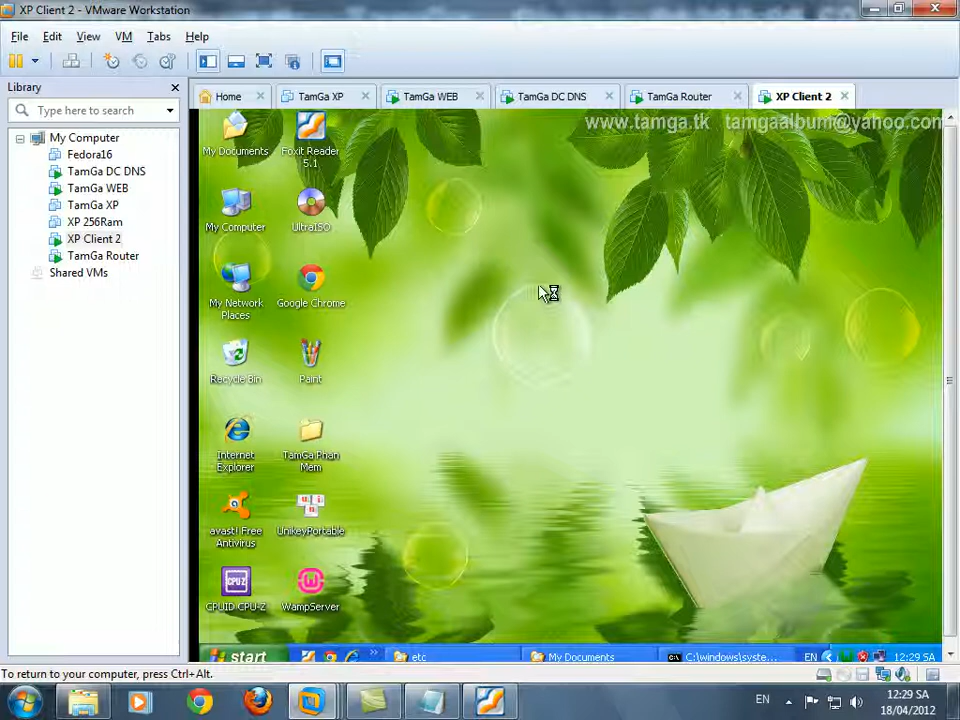 XP Client 2 - VMware Workstation
File Edit View VM Tabs Help
Library
Type here to search
My Computer
Fedora16
TamGa DC DNS
TamGa WEB
TamGa XP
XP 256Ram
XP Client 2
TamGa Router
Shared VMs
Home TamGa XP TamGa WEB TamGa DC DNS TamGa Router XP Client 2
www.tamga.tk tamgaalbum@yahoo.com
My Documents
Foxit Reader
5.1
My Computer
UltraISO
My Network
Places
Google Chrome
Recycle Bin
Paint
Internet
Explorer
TamGa Phan
Mem
avast! Free
Antivirus
UnikeyPortable
CPU-Z
CPUID CPU-Z
WampServer
start etc My Documents C:\windows\syste... EN 12:29 SA
To return to your computer, press Ctrl+Alt.
EN
12:29 SA
18/04/2012